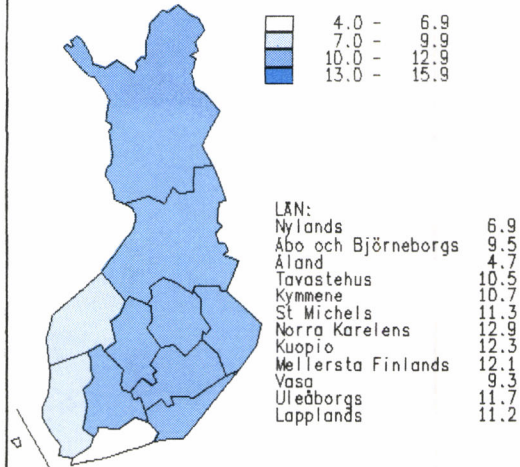 4.0 - 6.9
7.0 - 9.9
10.0 - 12.9
13.0 - 15.9
LÄN:
Nylands 6.9
Åbo och Björneborgs 9.5
Åland 4.7
Tavastehus 10.5
Kymmene 10.7
St Michels 11.3
Norra Karelens 12.9
Kuopio 12.3
Mellersta Finlands 12.1
Vasa 9.3
Uleåborgs 11.7
Lapplands 11.2